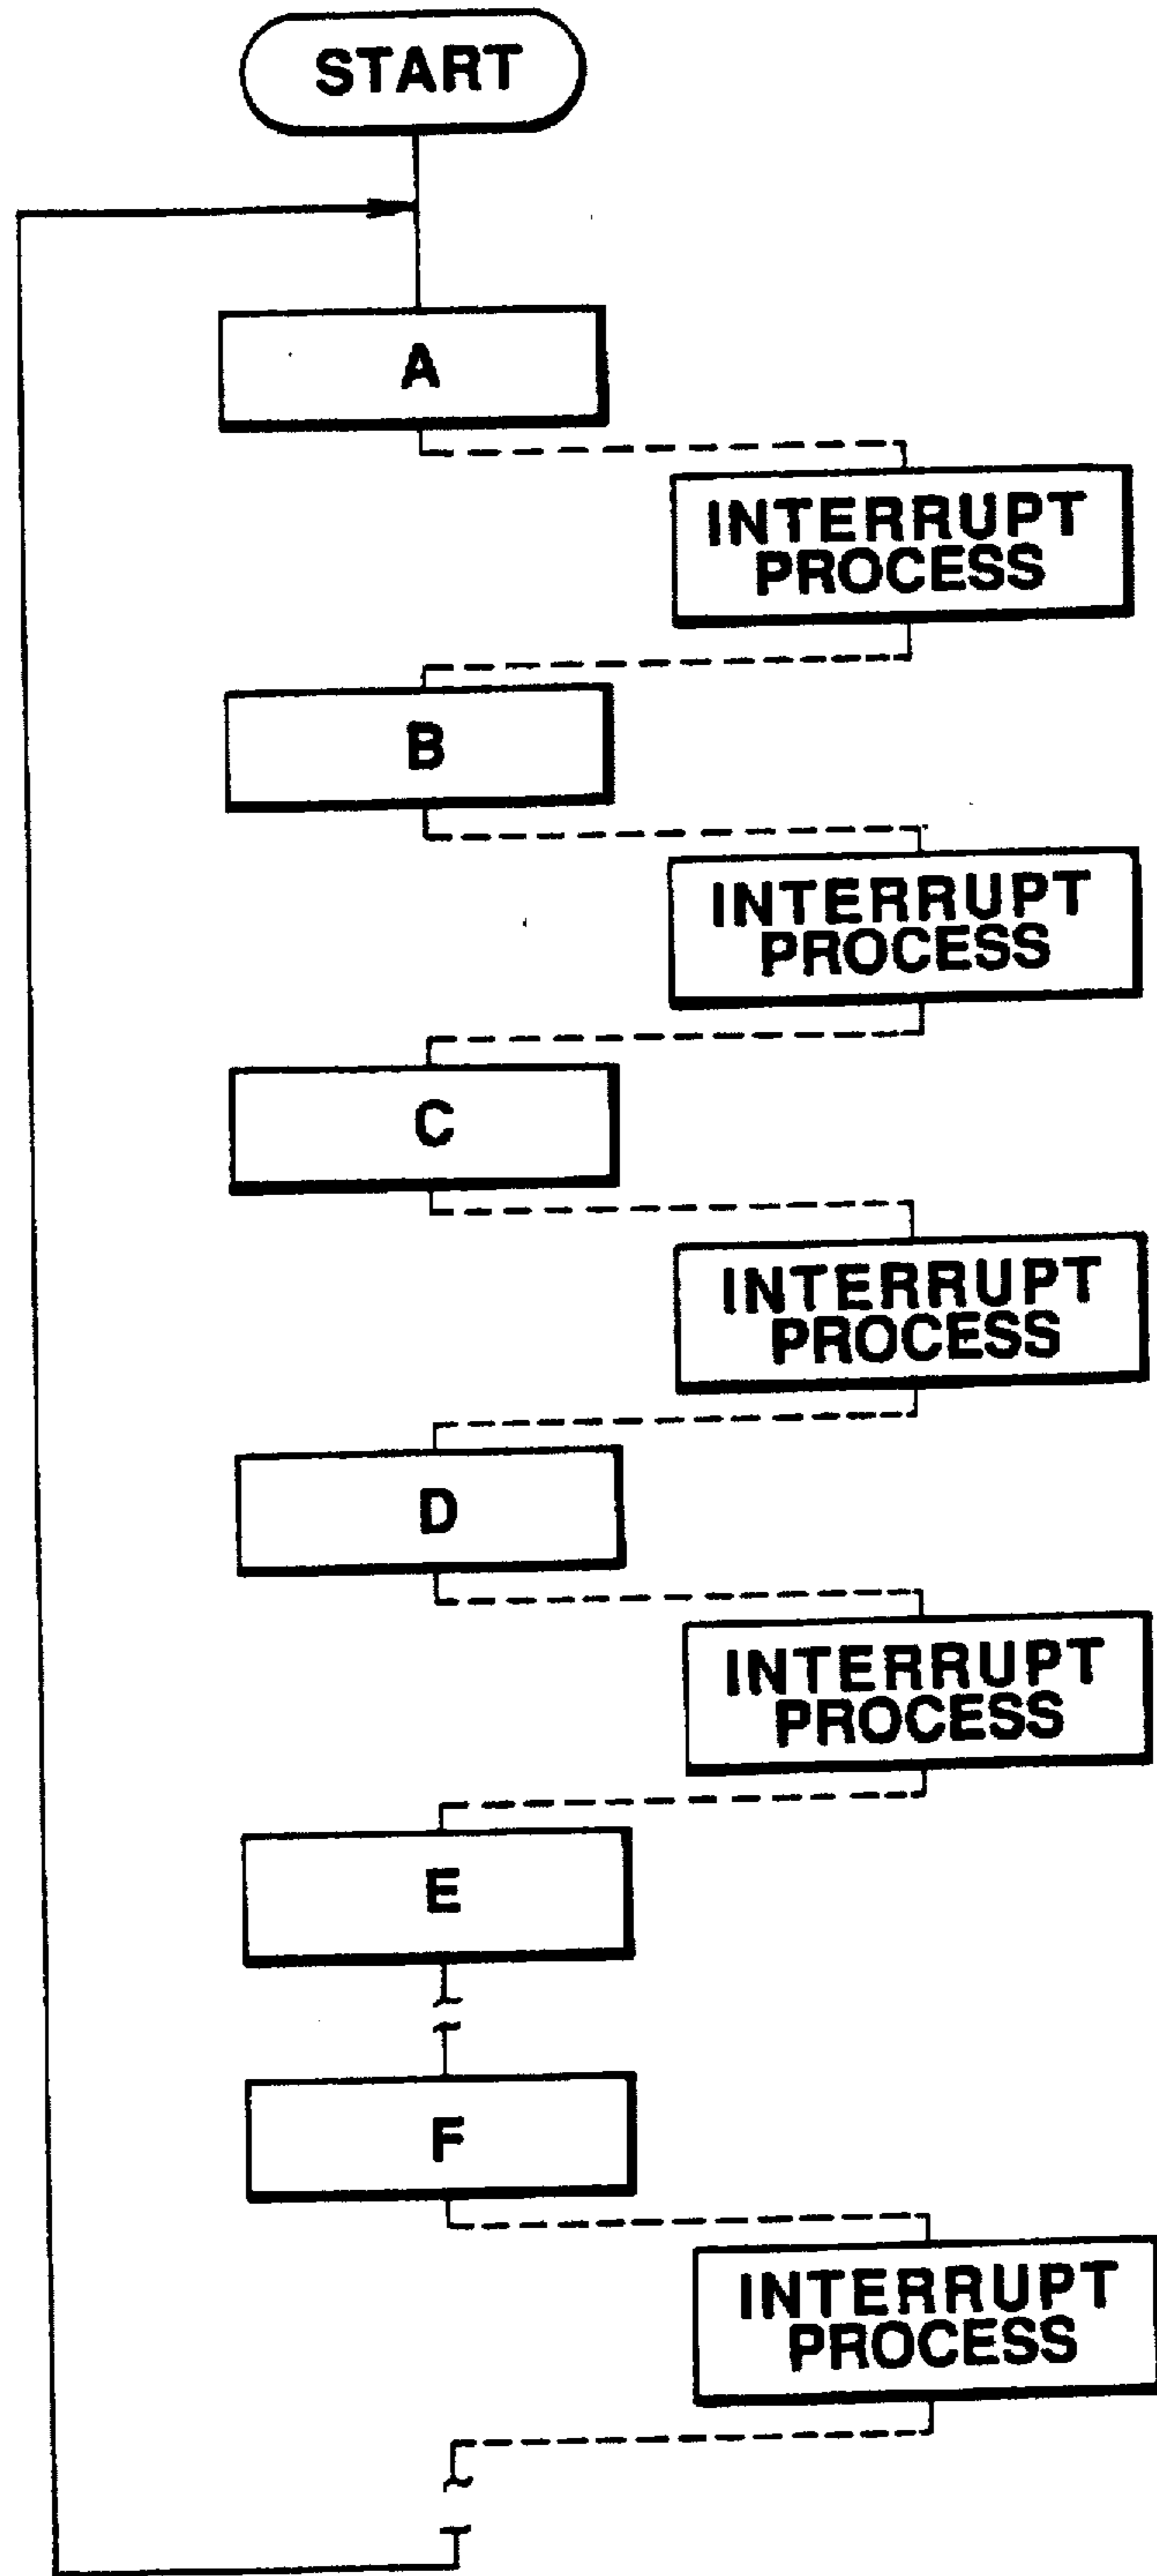 START
A
INTERRUPT
PROCESS
B
INTERRUPT
PROCESS
C
INTERRUPT
PROCESS
D
INTERRUPT
PROCESS
E
F
INTERRUPT
PROCESS